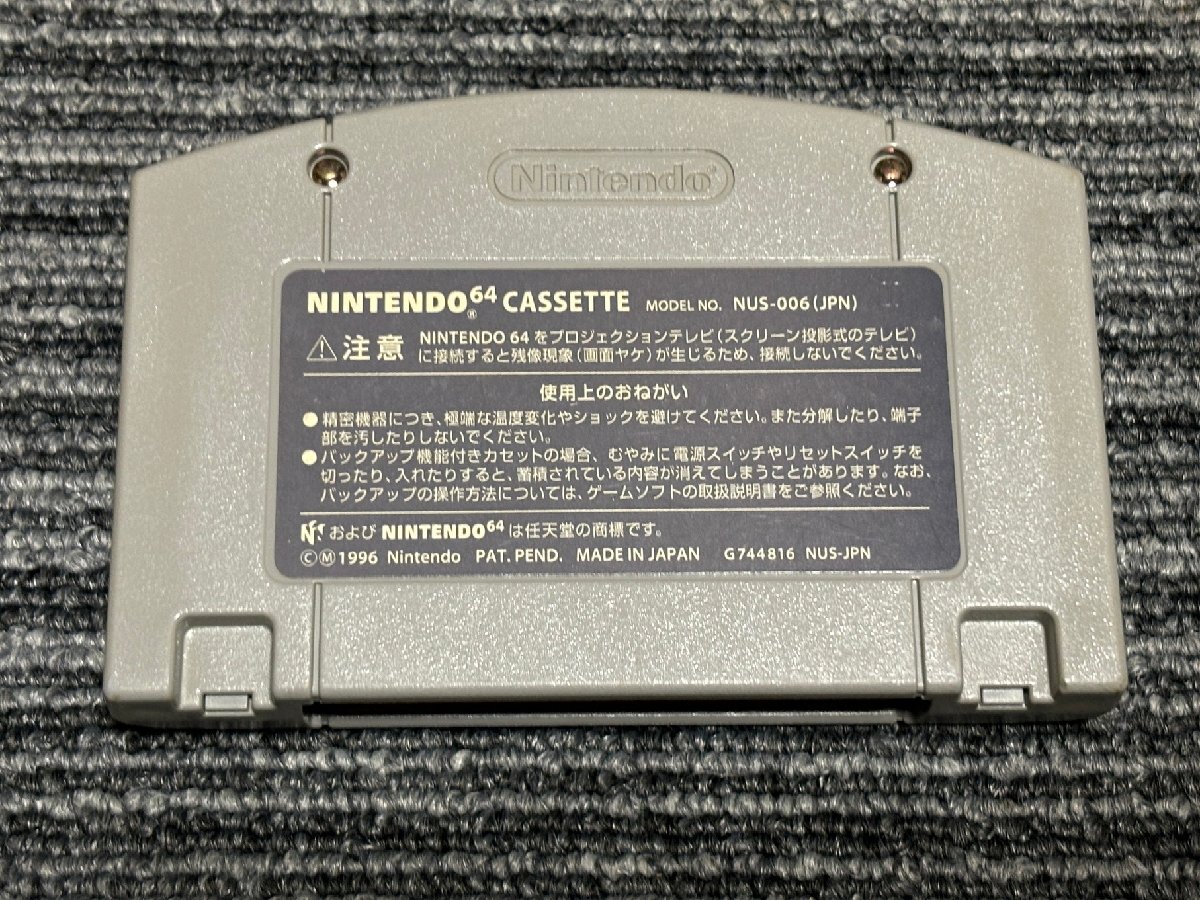 Nintendo
NINTENDO64 CASSETTE MODEL NO. NUS-006(JPN)
注意 NINTENDO 64をプロジェクションテレビ(スクリーン投影式のテレビ)
に接続すると残像現象(画面ヤケ)が生じるため、接続しないでください。
使用上のおねがい
●精密機器につき、極端な温度変化やショックを避けてください。また分解したり、端子
部を汚したりしないでください。
●バックアップ機能付きカセットの場合、むやみに電源スイッチやリセットスイッチを
切ったり、入れたりすると、蓄積されている内容が消えてしまうことがあります。なお、
バックアップの操作方法については、ゲームソフトの取扱説明書をご参照ください。
および NINTENDO64 は任天堂の商標です。
ⒸⓂ1996 Nintendo PAT. PEND. MADE IN JAPAN G744816 NUS-JPN